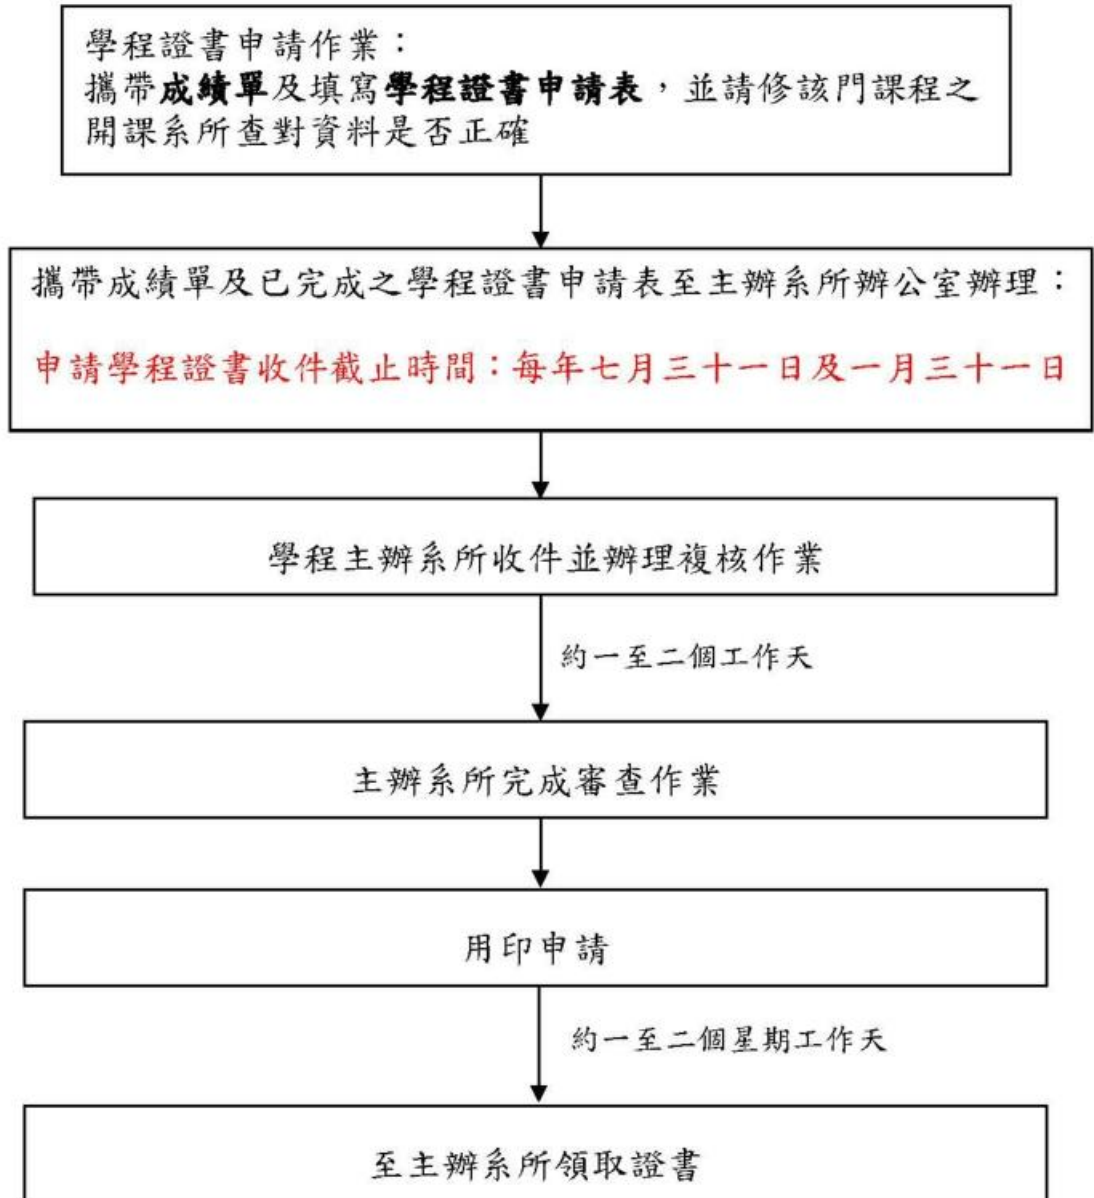 學程證書申請作業：
攜帶成績單及填寫學程證書申請表，並請修該門課程之
開課系所查對資料是否正確
攜帶成績單及已完成之學程證書申請表至主辦系所辦公室辦理：
申請學程證書收件截止時間：每年七月三十一日及一月三十一日
學程主辦系所收件並辦理複核作業
約一至二個工作天
主辦系所完成審查作業
用印申請
約一至二個星期工作天
至主辦系所領取證書